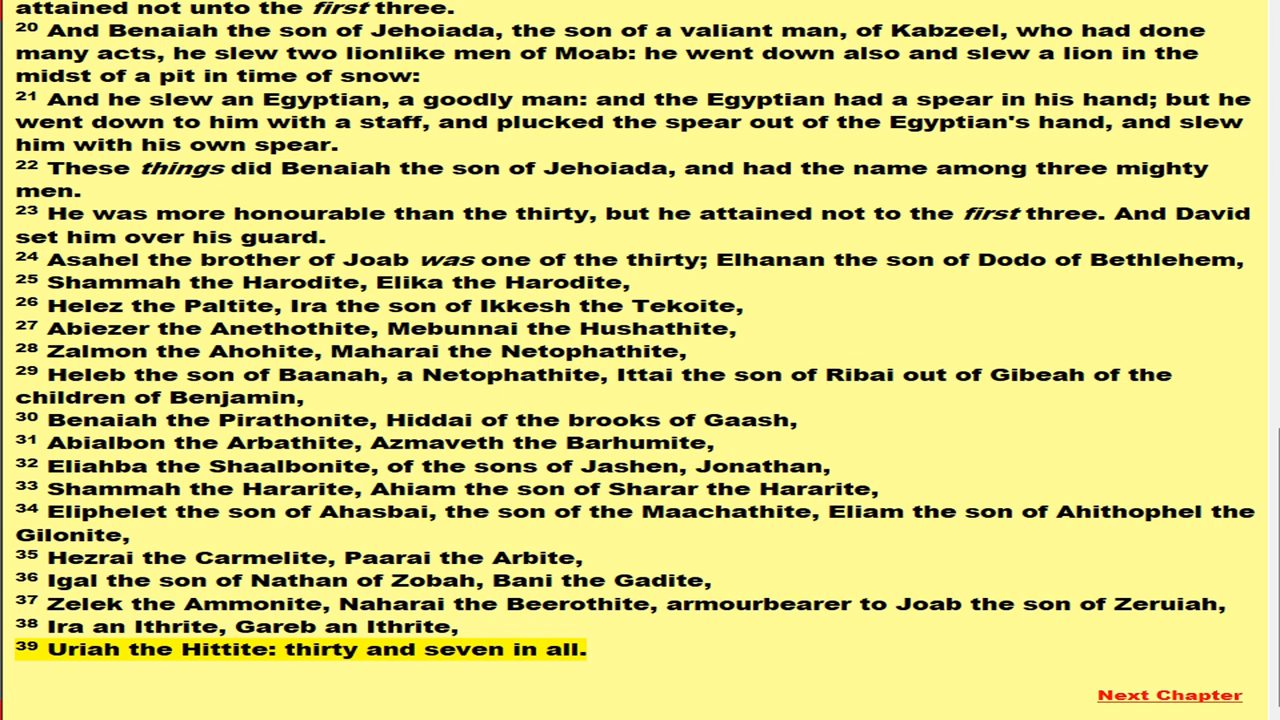 attained not unto the first three.
20 And Benaiah the son of Jehoiada, the son of a valiant man, of Kabzeel, who had done
many acts, he slew two lionlike men of Moab: he went down also and slew a lion in the
midst of a pit in time of snow:
21 And he slew an Egyptian, a goodly man: and the Egyptian had a spear in his hand; but he
went down to him with a staff, and plucked the spear out of the Egyptian's hand, and slew
him with his own spear.
22 These things did Benaiah the son of Jehoiada, and had the name among three mighty
men.
23 He was more honourable than the thirty, but he attained not to the first three. And David
set him over his guard.
24 Asahel the brother of Joab was one of the thirty; Elhanan the son of Dodo of Bethlehem,
25 Shammah the Harodite, Elika the Harodite,
26 Helez the Paltite, Ira the son of Ikkesh the Tekoite,
27 Abiezer the Anethothite, Mebunnai the Hushathite,
28 Zalmon the Ahohite, Maharai the Netophathite,
29 Heleb the son of Baanah, a Netophathite, Ittai the son of Ribai out of Gibeah of the
children of Benjamin,
30 Benaiah the Pirathonite, Hiddai of the brooks of Gaash,
31 Abialbon the Arbathite, Azmaveth the Barhumite,
32 Eliahba the Shaalbonite, of the sons of Jashen, Jonathan,
33 Shammah the Hararite, Ahiam the son of Sharar the Hararite,
34 Eliphelet the son of Ahasbai, the son of the Maachathite, Eliam the son of Ahithophel the
Gilonite,
35 Hezrai the Carmelite, Paarai the Arbite,
36 Igal the son of Nathan of Zobah, Bani the Gadite,
37 Zelek the Ammonite, Naharai the Beerothite, armourbearer to Joab the son of Zeruiah,
38 Ira an Ithrite, Gareb an Ithrite,
39 Uriah the Hittite: thirty and seven in all.
Next Chapter